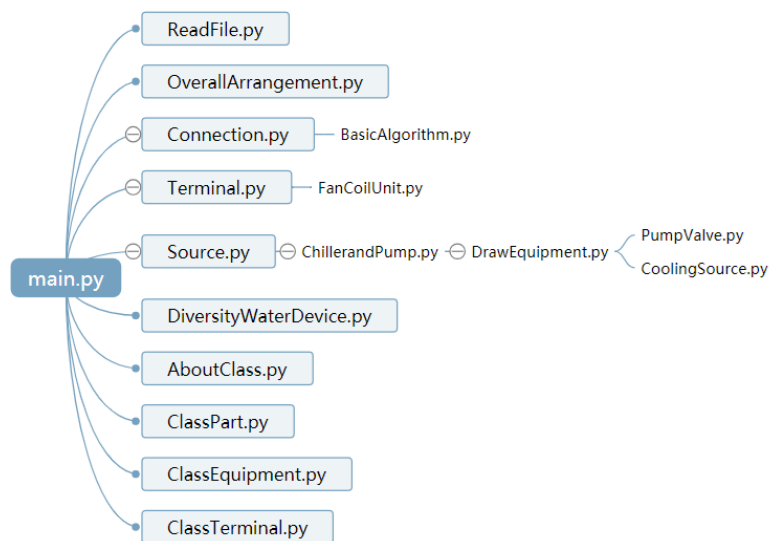 ReadFile.py
OverallArrangement.py
Connection.py
BasicAlgorithm.py
Terminal.py
FanCoilUnit.py
PumpValve.py
Source.py
ChillerandPump.py
DrawEquipment.py
CoolingSource.py
main.py
DiversityWaterDevice.py
AboutClass.py
ClassPart.py
ClassEquipment.py
ClassTerminal.py